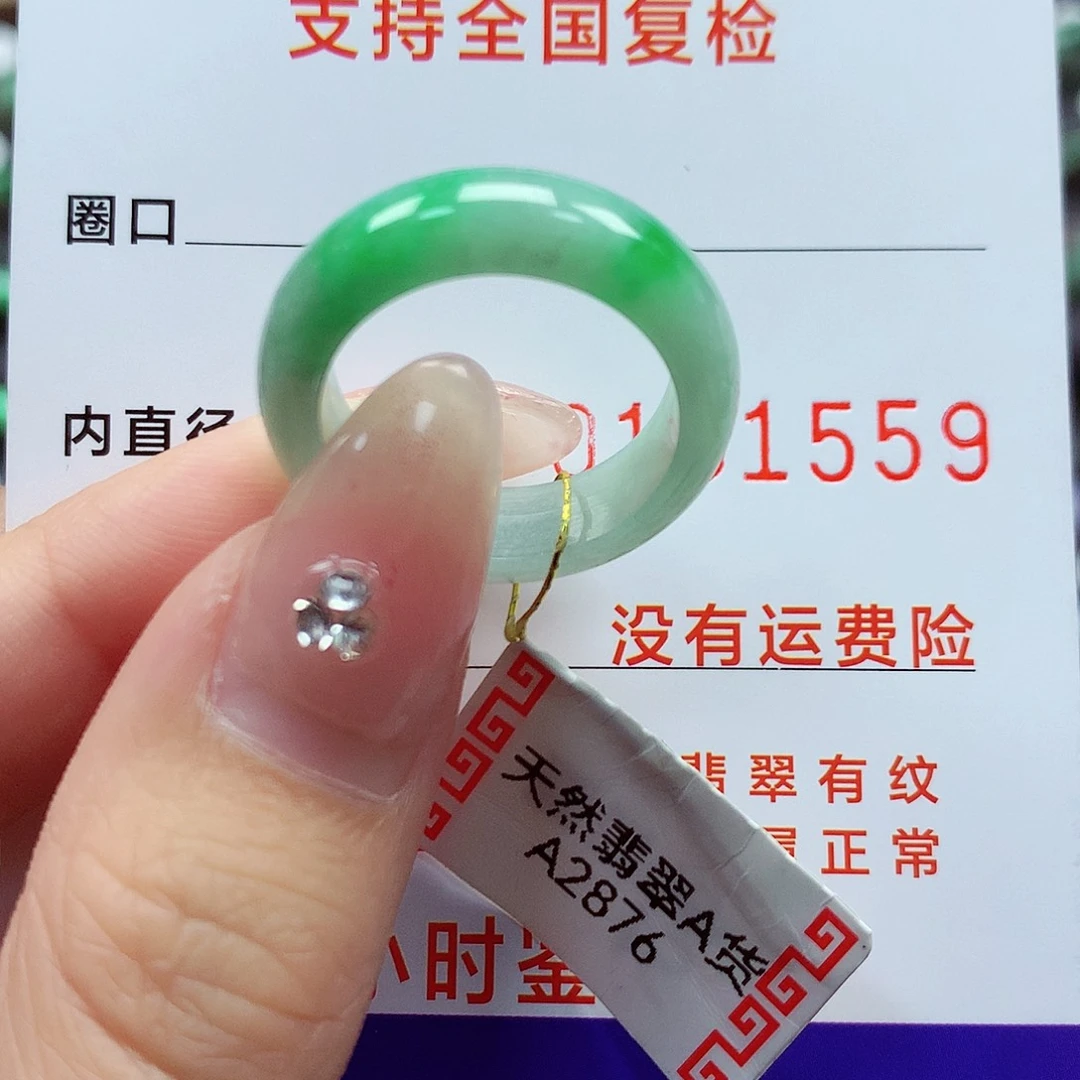 支持全国复检
圈口
内直径
1559
没有运费险
翡翠有纹
正常
小时鉴
天然翡翠A货
A2876